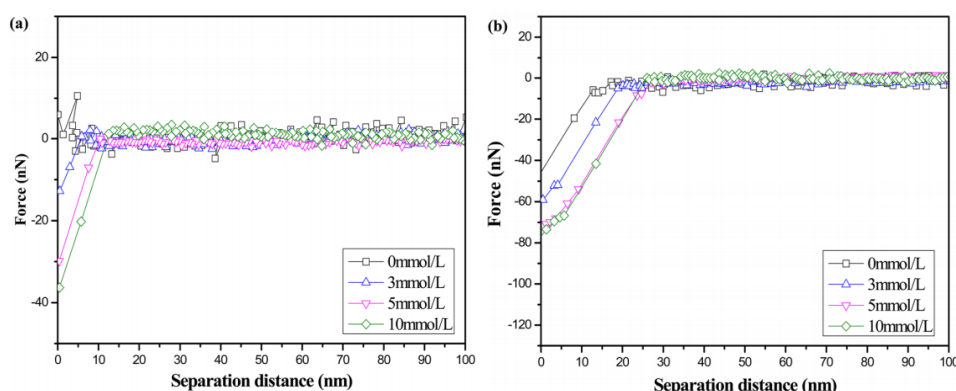 (a)
20
0
-20
-40
Force (nN)
0 10 20 30 40 50 60 70 80 90 100
Separation distance (nm)
0mmol/L
3mmol/L
5mmol/L
10mmol/L
(b)
20
0
-20
-40
-60
-80
-100
-120
Force (nN)
0 10 20 30 40 50 60 70 80 90 100
Separation distance (nm)
0mmol/L
3mmol/L
5mmol/L
10mmol/L